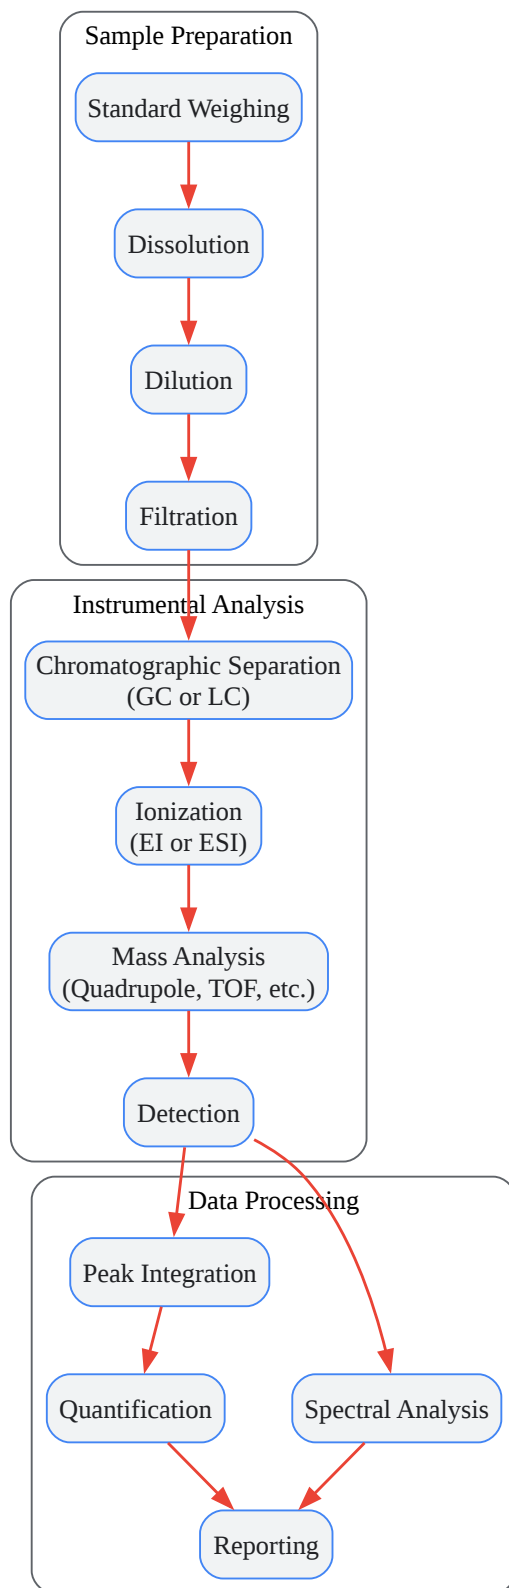 Sample Preparation
Standard Weighing
Dissolution
Dilution
Filtration
Instrumental Analysis
Chromatographic Separation
(GC or LC)
Ionization
(EI or ESI)
Mass Analysis
(Quadrupole, TOF, etc.)
Detection
Data Processing
Peak Integration
Quantification
Spectral Analysis
Reporting